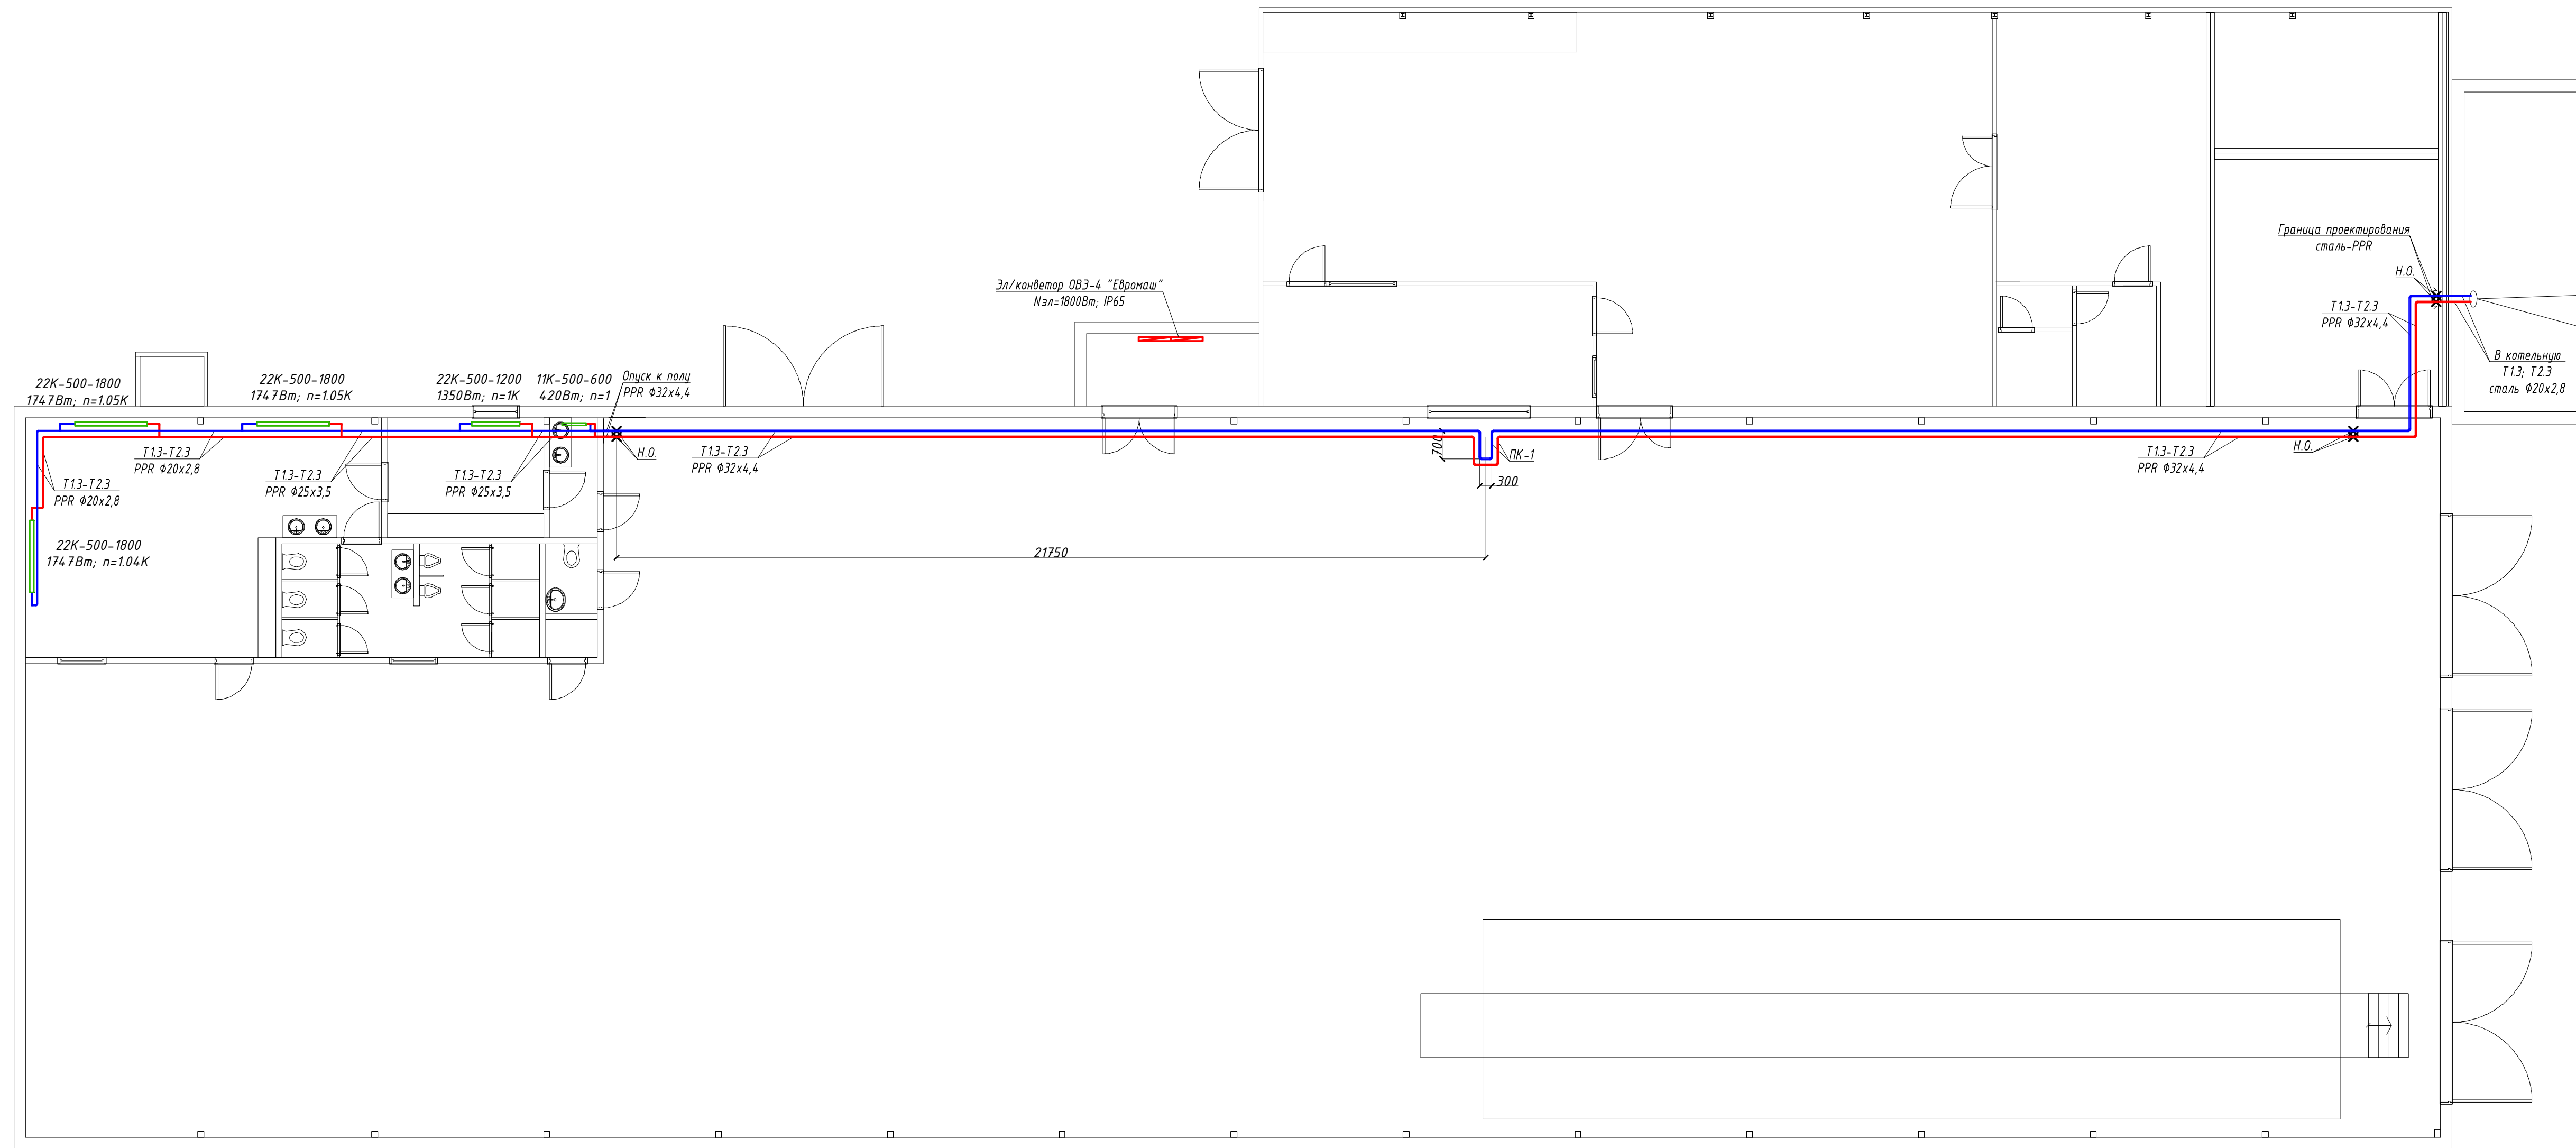 Граница проектирования
сталь-PPR
Н.О.
Эл/конветор ОВЭ-4 "Евромаш"
Nэл=1800Вт; IP65
Т1.3-Т2.3
PPR Ф32х4,4
В котельную
Т1.3; Т2.3
сталь Ф20х2,8
22К-500-1800
1747Вт; n=1.05К
22К-500-1800
1747Вт; n=1.05К
22К-500-1200
1350Вт; n=1К
11К-500-600
420Вт; n=1
Опуск к полу
PPR Ф32х4,4
Т1.3-Т2.3
PPR Ф20х2,8
Т1.3-Т2.3
PPR Ф25х3,5
Т1.3-Т2.3
PPR Ф25х3,5
Н.О.
Т1.3-Т2.3
PPR Ф32х4,4
700
ПК-1
300
Т1.3-Т2.3
PPR Ф32х4,4
Н.О.
Т1.3-Т2.3
PPR Ф20х2,8
22К-500-1800
1747Вт; n=1.04К
21750